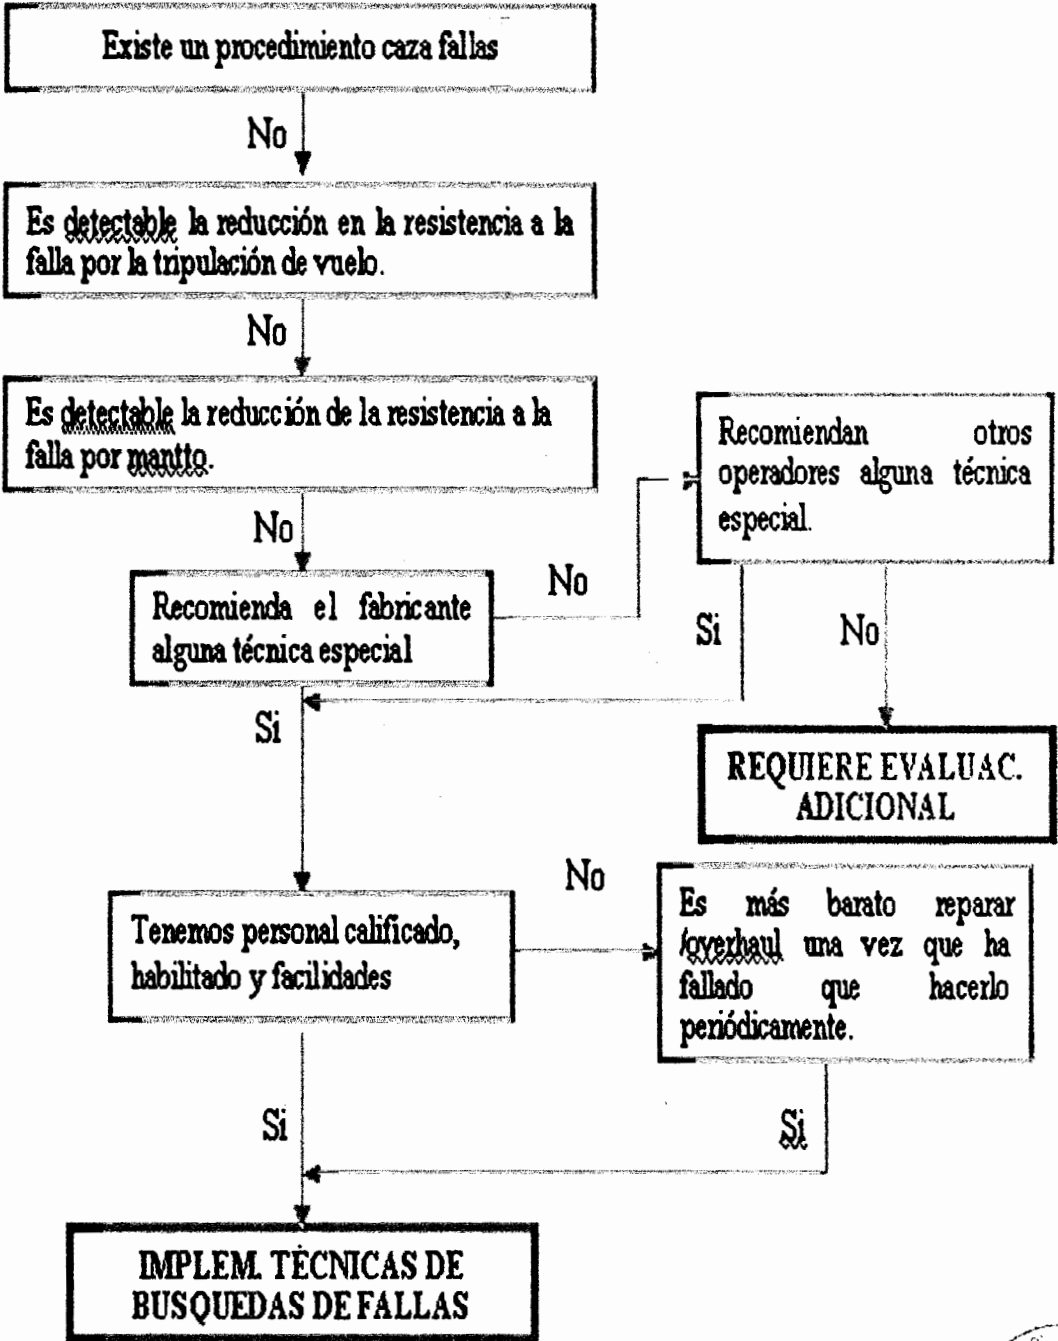 Existe un procedimiento caza fallas
No
Es detectable la reducción en la resistencia a la
falla por la tripulación de vuelo.
No
Es detectable la reducción de la resistencia a la
falla por mantto.
No
Recomienda el fabricante
alguna técnica especial
No
Recomiendan otros
operadores alguna técnica
especial.
Si
No
REQUIERE EVALUAC.
ADICIONAL
Si
Tenemos personal calificado,
habilitado y facilidades
No
Es más barato reparar
/overhaul una vez que ha
fallado que hacerlo
periódicamente.
Si
Si
IMPLEM. TÉCNICAS DE
BUSQUEDAS DE FALLAS